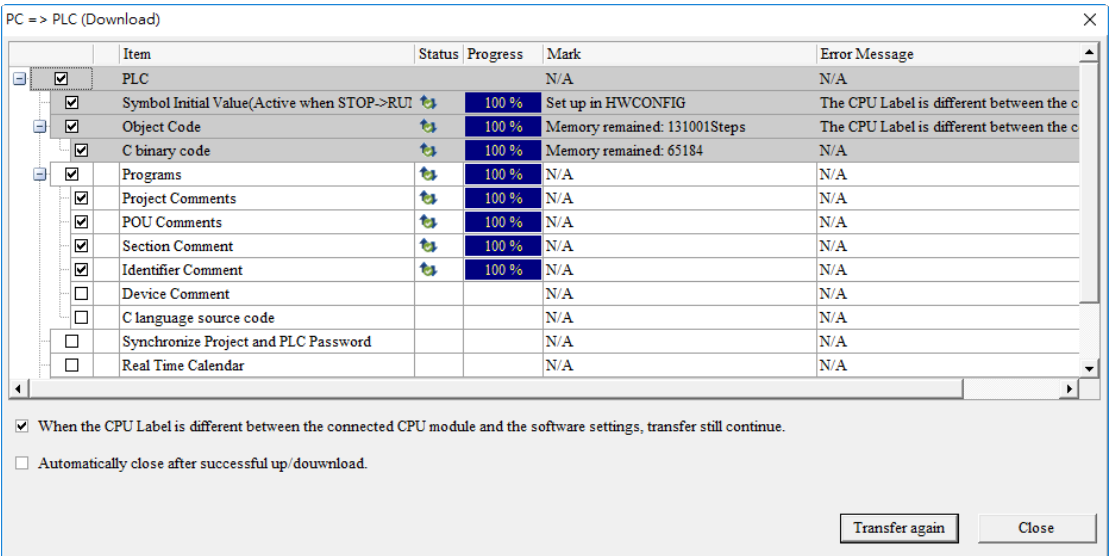 PC => PLC (Download)
Item Status Progress Mark Error Message
PLC N/A N/A
Symbol Initial Value(Active when STOP->RUN 100 % Set up in HWCONFIG The CPU Label is different between the c
Object Code 100 % Memory remained: 131001Steps The CPU Label is different between the c
C binary code 100 % Memory remained: 65184 N/A
Programs 100 % N/A N/A
Project Comments 100 % N/A N/A
POU Comments 100 % N/A N/A
Section Comment 100 % N/A N/A
Identifier Comment 100 % N/A N/A
Device Comment N/A N/A
C language source code N/A N/A
Synchronize Project and PLC Password N/A N/A
Real Time Calendar N/A N/A
When the CPU Label is different between the connected CPU module and the software settings, transfer still continue.
Automatically close after successful up/douwnload.
Transfer again Close